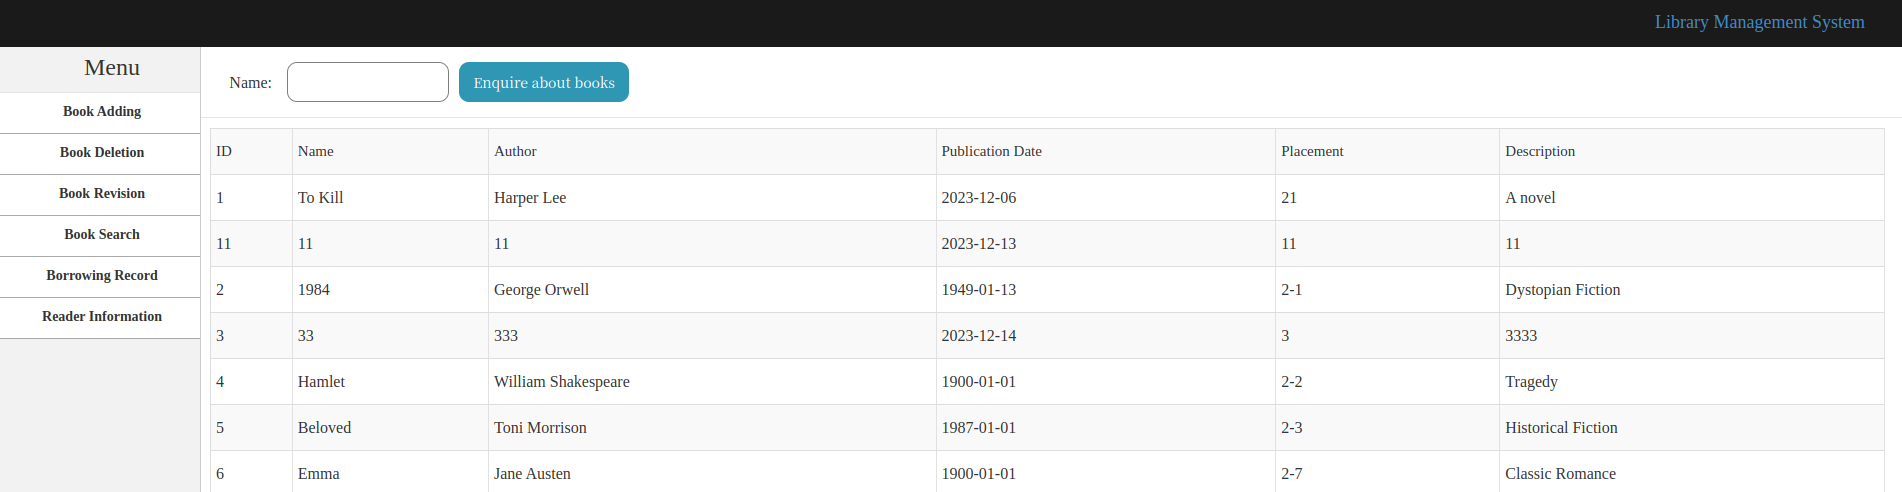 Library Management System
Menu
Book Adding
Book Deletion
Book Revision
Book Search
Borrowing Record
Reader Information
Name: Enquire about books
ID Name Author Publication Date Placement Description
1 To Kill Harper Lee 2023-12-06 21 A novel
11 11 11 2023-12-13 11 11
2 1984 George Orwell 1949-01-13 2-1 Dystopian Fiction
3 33 333 2023-12-14 3 3333
4 Hamlet William Shakespeare 1900-01-01 2-2 Tragedy
5 Beloved Toni Morrison 1987-01-01 2-3 Historical Fiction
6 Emma Jane Austen 1900-01-01 2-7 Classic Romance